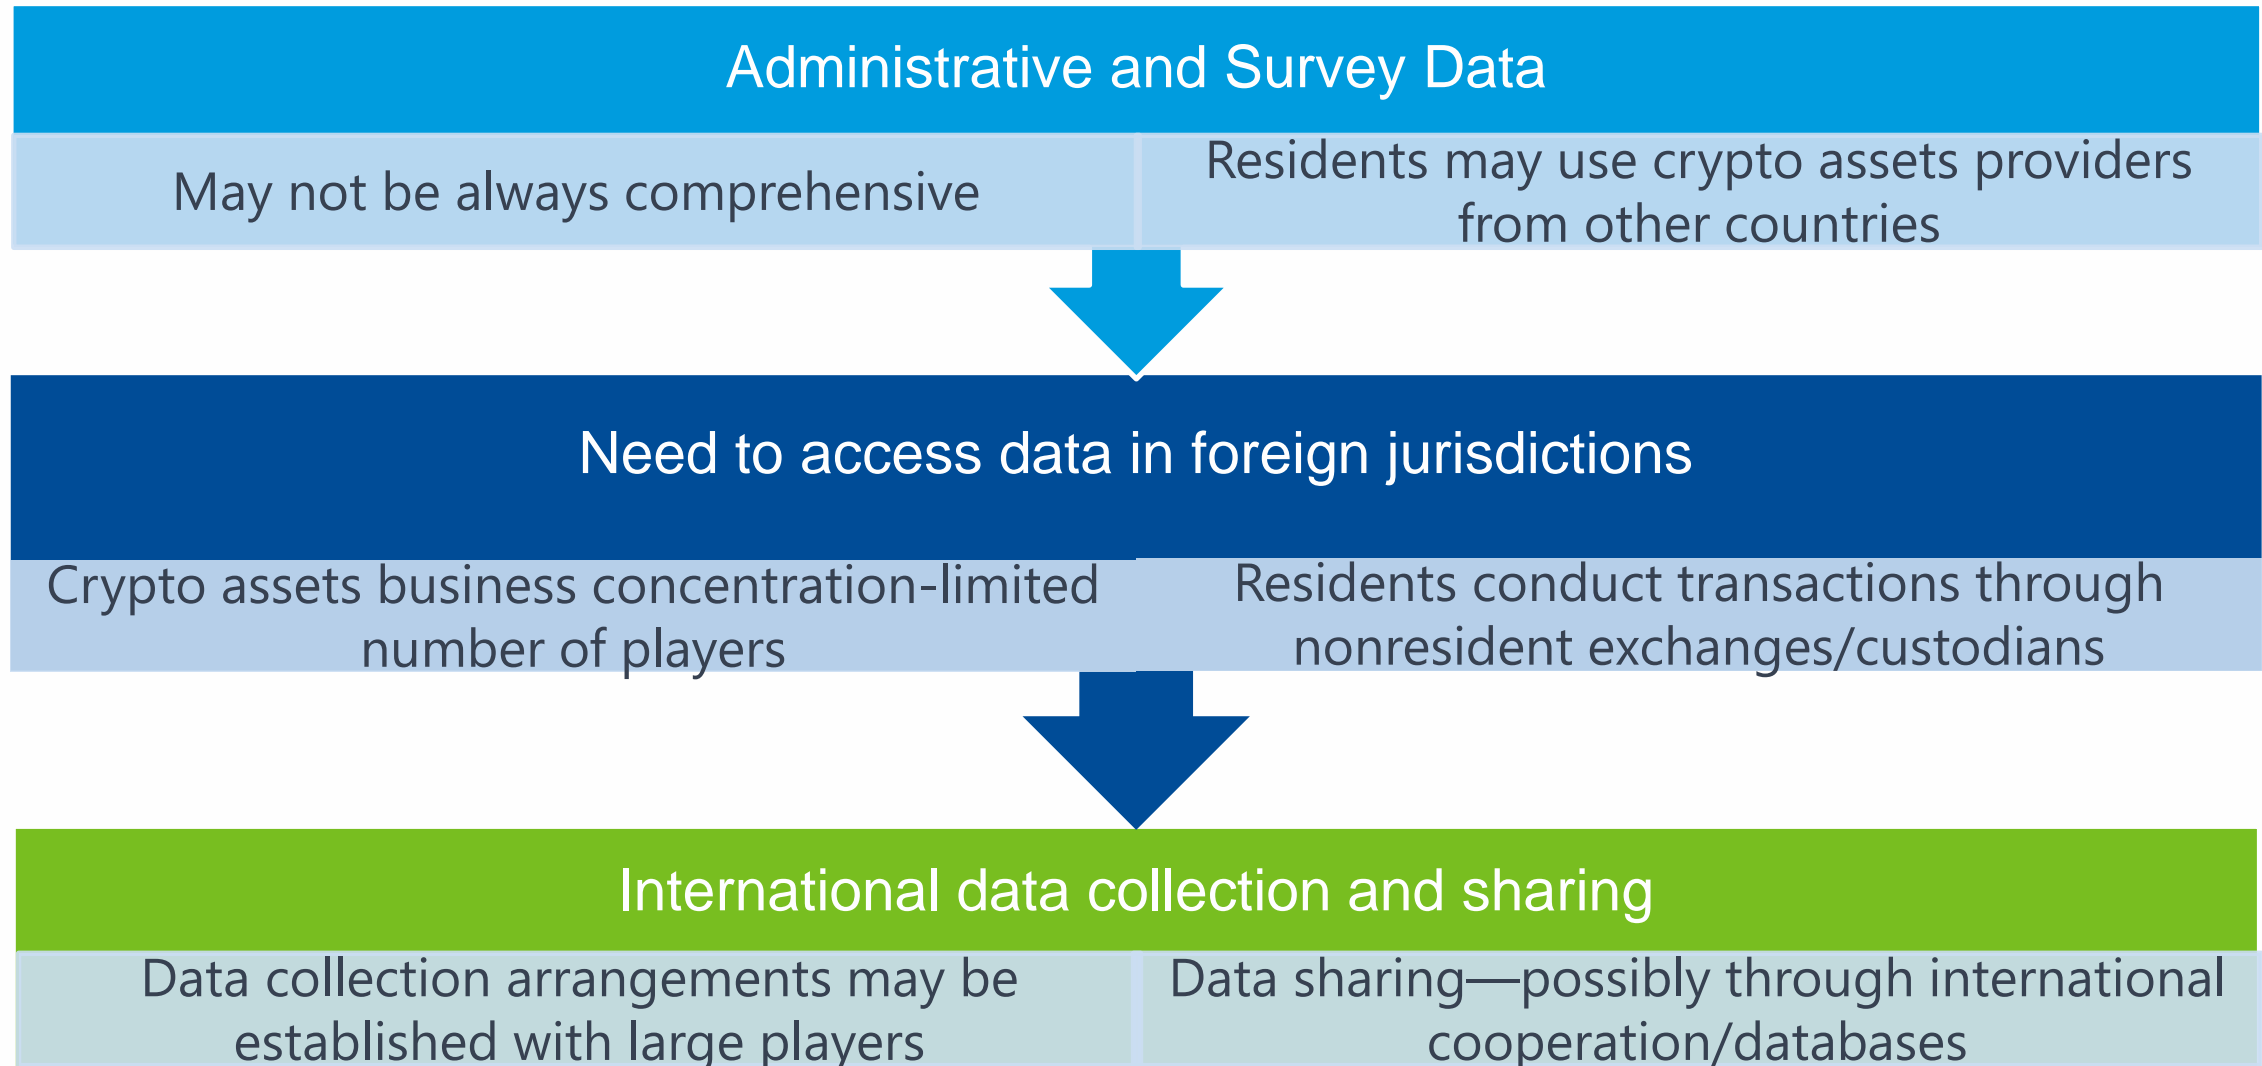 Administrative and Survey Data
May not be always comprehensive
Residents may use crypto assets providers
from other countries
Need to access data in foreign jurisdictions
Crypto assets business concentration-limited
number of players
Residents conduct transactions through
nonresident exchanges/custodians
International data collection and sharing
Data collection arrangements may be
established with large players
Data sharing—possibly through international
cooperation/databases